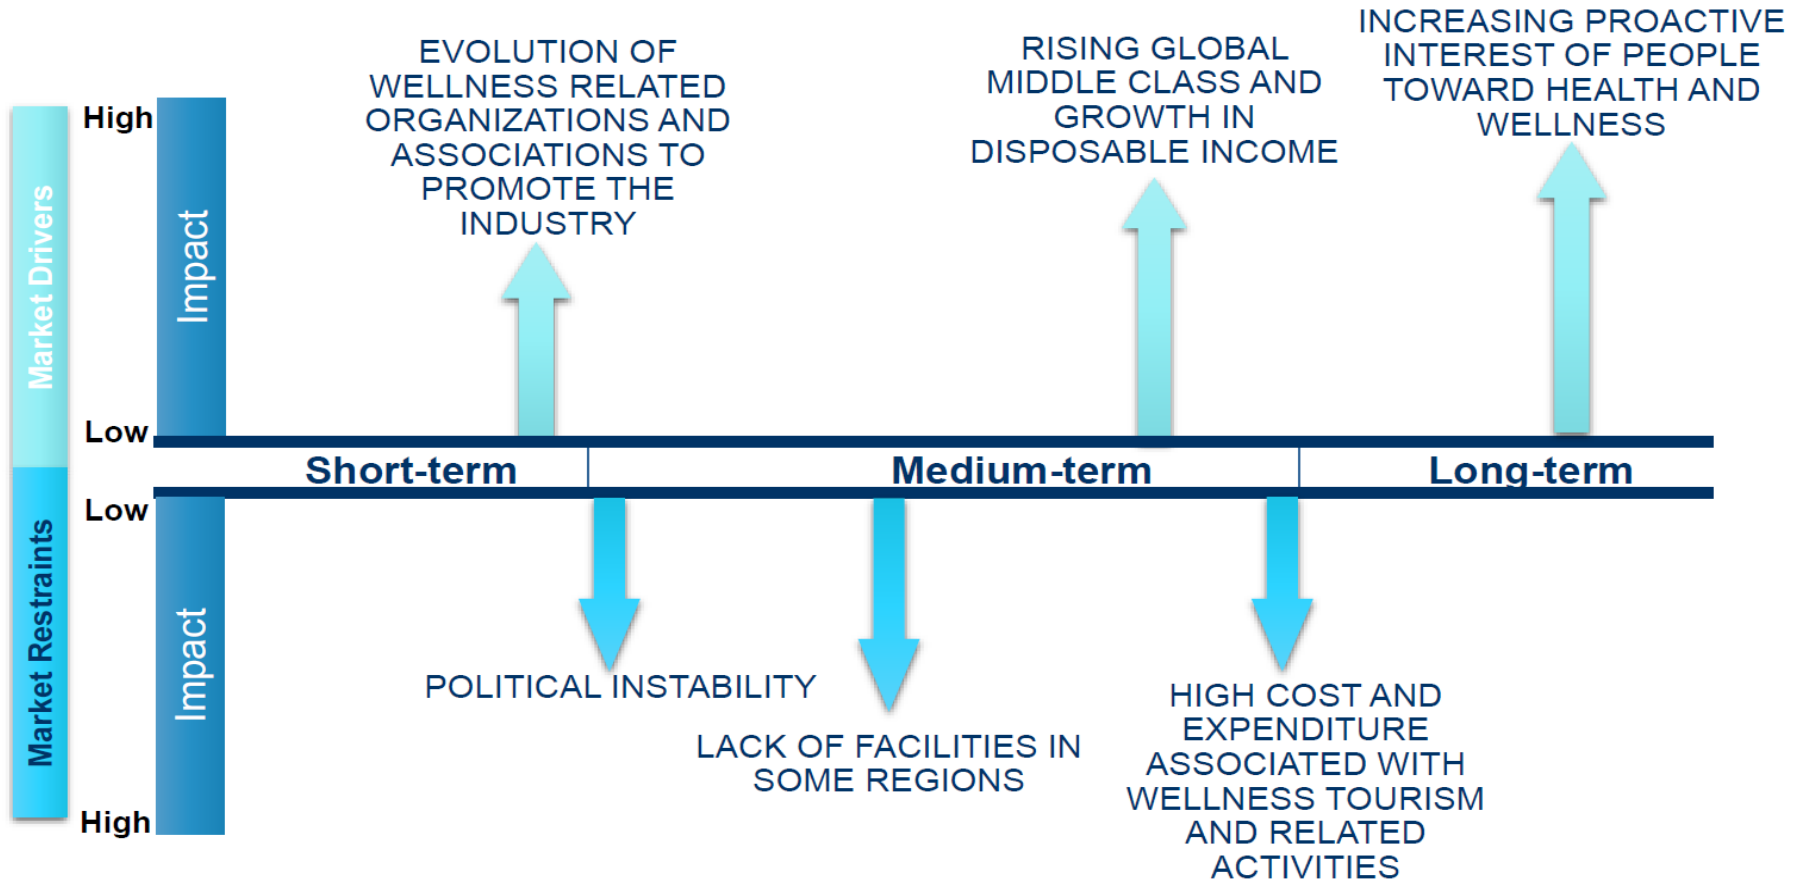 EVOLUTION OF
WELLNESS RELATED
ORGANIZATIONS AND
ASSOCIATIONS TO
PROMOTE THE
INDUSTRY
RISING GLOBAL
MIDDLE CLASS AND
GROWTH IN
DISPOSABLE INCOME
INCREASING PROACTIVE
INTEREST OF PEOPLE
TOWARD HEALTH AND
WELLNESS
High
Market Drivers
Impact
Low
Short-term
Medium-term
Long-term
Low
Market Restraints
Impact
High
POLITICAL INSTABILITY
LACK OF FACILITIES IN
SOME REGIONS
HIGH COST AND
EXPENDITURE
ASSOCIATED WITH
WELLNESS TOURISM
AND RELATED
ACTIVITIES